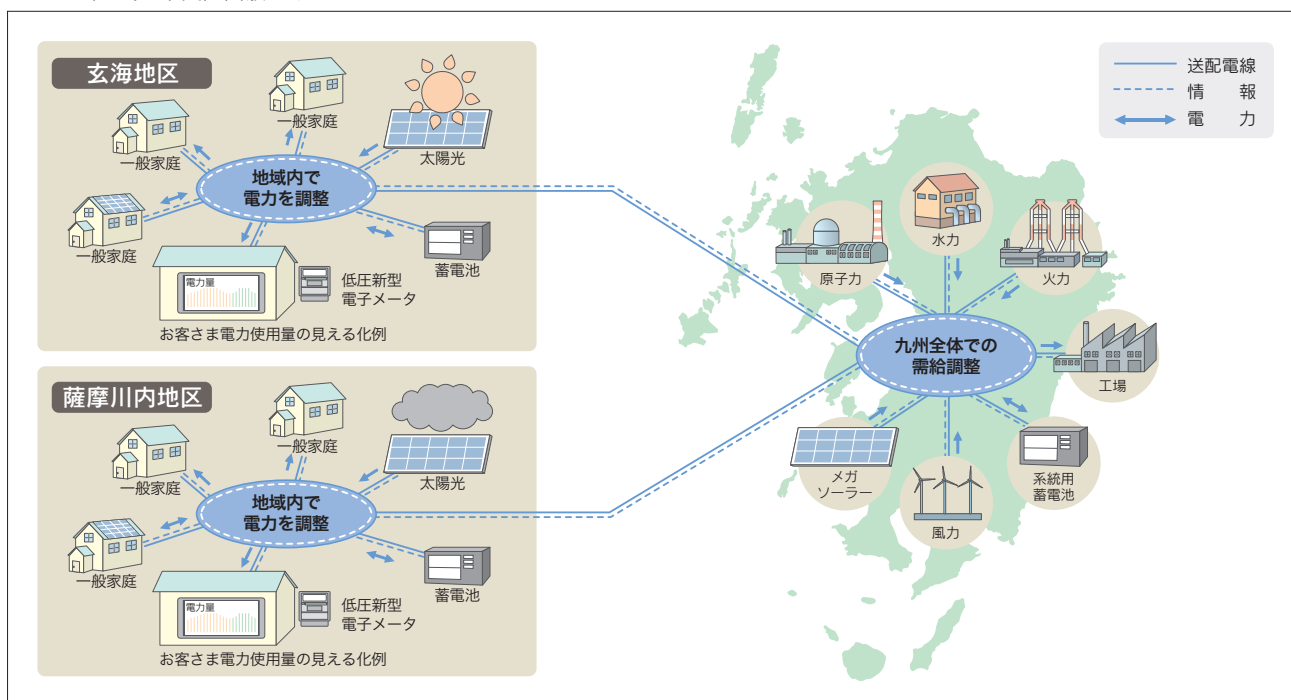 玄海地区
一般家庭
一般家庭
太陽光
地域内で
電力を調整
一般家庭
蓄電池
電力量
低圧新型
電子メータ
お客さま電力使用量の見える化例
薩摩川内地区
一般家庭
一般家庭
太陽光
地域内で
電力を調整
一般家庭
蓄電池
電力量
低圧新型
電子メータ
お客さま電力使用量の見える化例
送配電線
情 報
電 力
水力
原子力
火力
九州全体での
需給調整
工場
メガ
ソーラー
風力
系統用
蓄電池